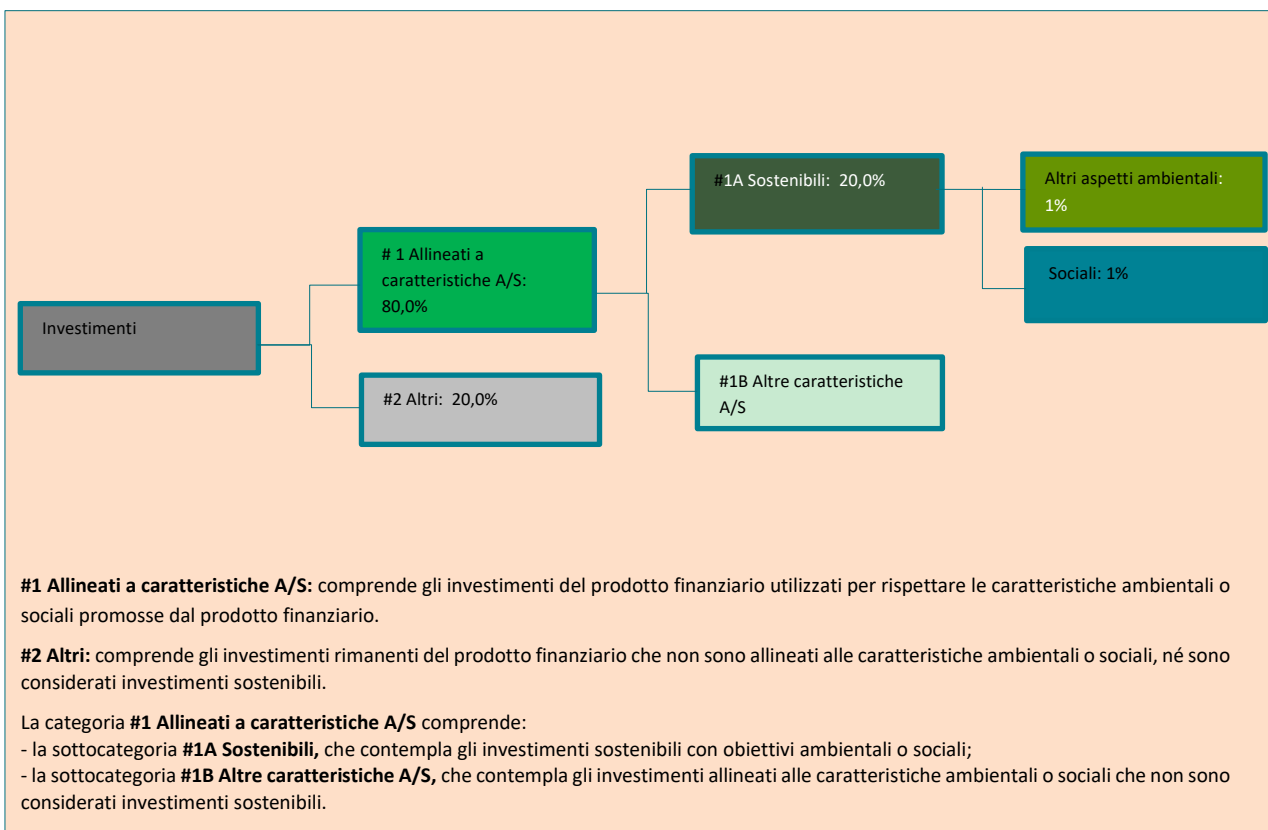 #1A Sostenibili: 20,0%
Altri aspetti ambientali:
1%
# 1 Allineati a
caratteristiche A/S:
80,0%
Sociali: 1%
Investimenti
#2 Altri: 20,0%
#1B Altre caratteristiche
A/S
#1 Allineati a caratteristiche A/S: comprende gli investimenti del prodotto finanziario utilizzati per rispettare le caratteristiche ambientali o
sociali promosse dal prodotto finanziario.
#2 Altri: comprende gli investimenti rimanenti del prodotto finanziario che non sono allineati alle caratteristiche ambientali o sociali, né sono
considerati investimenti sostenibili.
La categoria #1 Allineati a caratteristiche A/S comprende:
- la sottocategoria #1A Sostenibili, che contempla gli investimenti sostenibili con obiettivi ambientali o sociali;
- la sottocategoria #1B Altre caratteristiche A/S, che contempla gli investimenti allineati alle caratteristiche ambientali o sociali che non sono
considerati investimenti sostenibili.